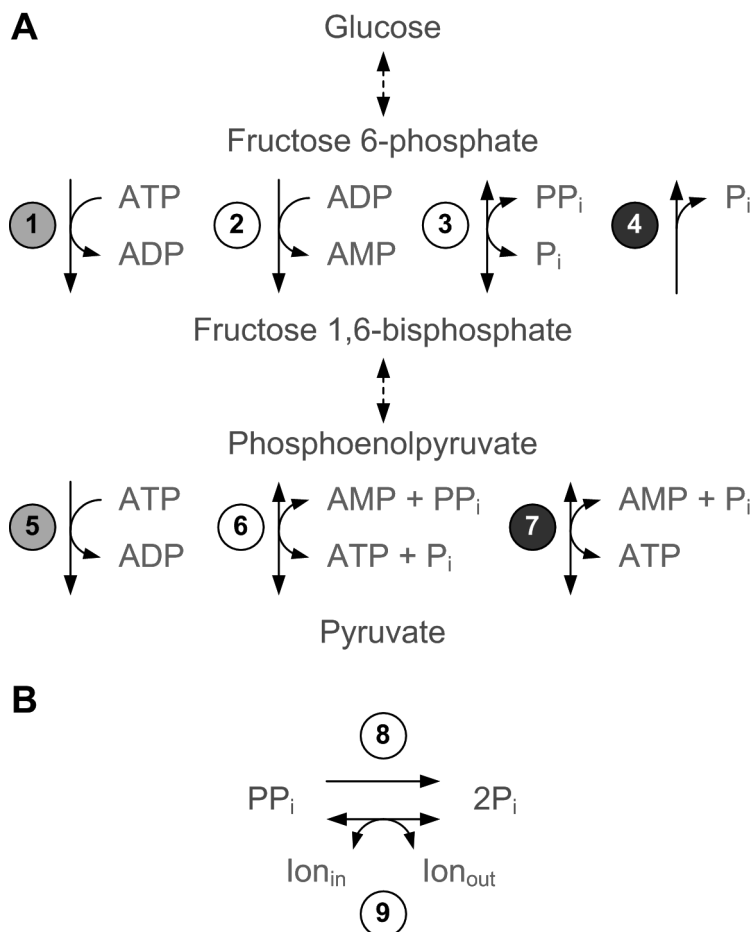 A
Glucose
Fructose 6-phosphate
1 ATP ADP
2 ADP AMP
3 PPi Pi
4 Pi
Fructose 1,6-bisphosphate
Phosphoenolpyruvate
5 ATP ADP
6 AMP + PPi ATP + Pi
7 AMP + Pi ATP
Pyruvate
B
8
PPi 2Pi
Ionin Ionout
9